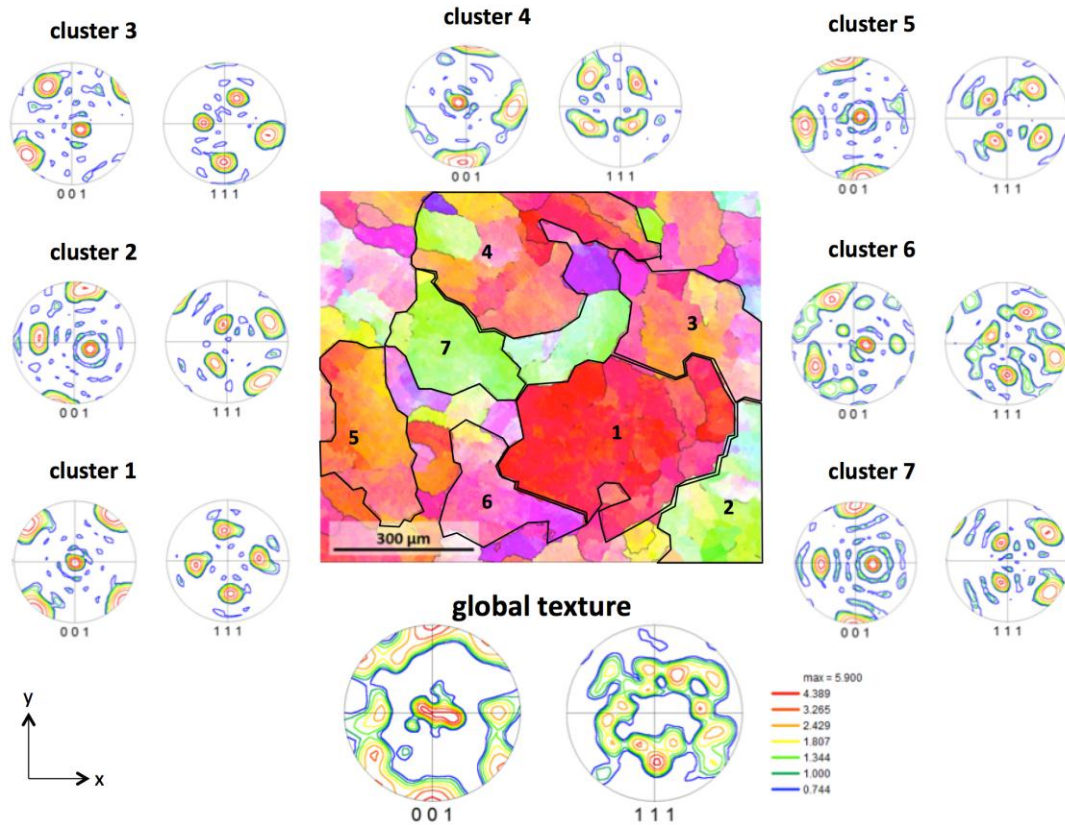 cluster 3
0 0 1
1 1 1
cluster 4
0 0 1
1 1 1
cluster 5
0 0 1
1 1 1
cluster 2
0 0 1
1 1 1
cluster 6
0 0 1
1 1 1
cluster 1
0 0 1
1 1 1
cluster 7
0 0 1
1 1 1
4
3
7
5
1
6
2
300 µm
global texture
0 0 1
1 1 1
max = 5.900
4.389
3.265
2.429
1.807
1.344
1.000
0.744
y
x